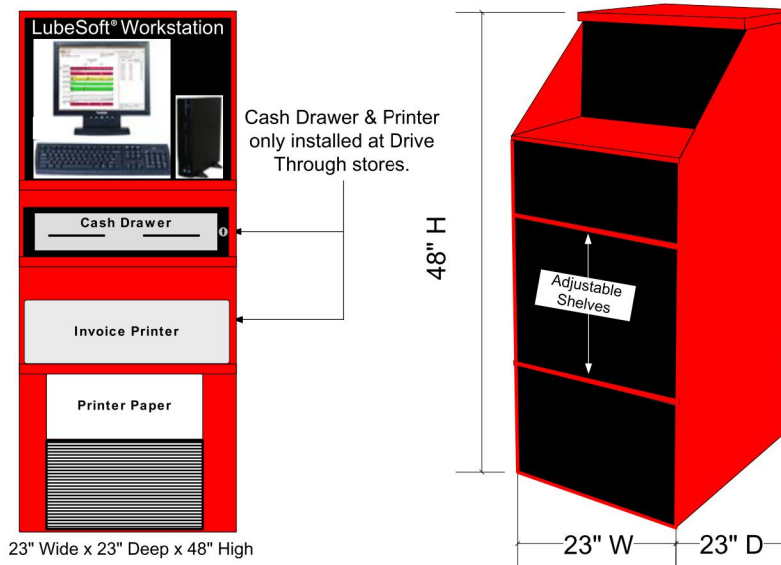 LubeSoft® Workstation
Cash Drawer & Printer
only installed at Drive
Through stores.
Cash Drawer
Invoice Printer
Printer Paper
23" Wide x 23" Deep x 48" High
48" H
Adjustable
Shelves
23" W
23" D